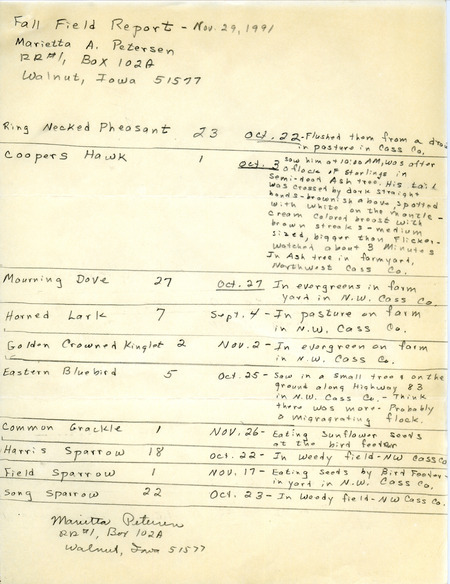 Fall Field Report - Nov. 29, 1991
Marietta A. Petersen
RR#1, Box 102A
Walnut, Iowa 51577
Ring Necked Pheasant 23 Oct. 22 - Flushed them from a draw
in pasture in Cass Co.
Coopers Hawk 1 Oct. 3 saw him at 10:00 AM, was after
a flock of Starlings in
Semi-dead Ash tree. His tail
was crossed by dark straight
bands - brownish above, spotted
with white on the mantle -
cream colored breast with
brown streaks - medium
sized, bigger than Flicker-
Watched about 3 Minutes
In Ash tree in farmyard,
Northwest Cass Co.
Mourning Dove 27 Oct. 27 In evergreens in farm
yard in N.W. Cass Co.
Horned Lark 7 Sept. 4 - In pasture on farm
in N.W. Cass Co.
Golden Crowned Kinglet 2 Nov. 2 - In evergreen on farm
in N.W. Cass Co.
Eastern Bluebird 5 Oct. 25 - Saw in a small tree & on the
ground along Highway 83
in N.W. Cass Co. - Think
there was more. Probably
a migragrating flock.
Common Grackle 1 Nov. 26 - Eating sunflower seeds
at the bird feeder
Harris Sparrow 18 Oct. 22 - In weedy field - NW Cass Co
Field Sparrow 1 Nov. 17 - Eating Seeds by Bird Feeder-
in yard in N.W. Cass Co.
Song Sparrow 22 Oct. 23 - In Woody field - NW Cass Co.
Marietta Petersen
RR#1, Box 102A
Walnut, Iowa 51577